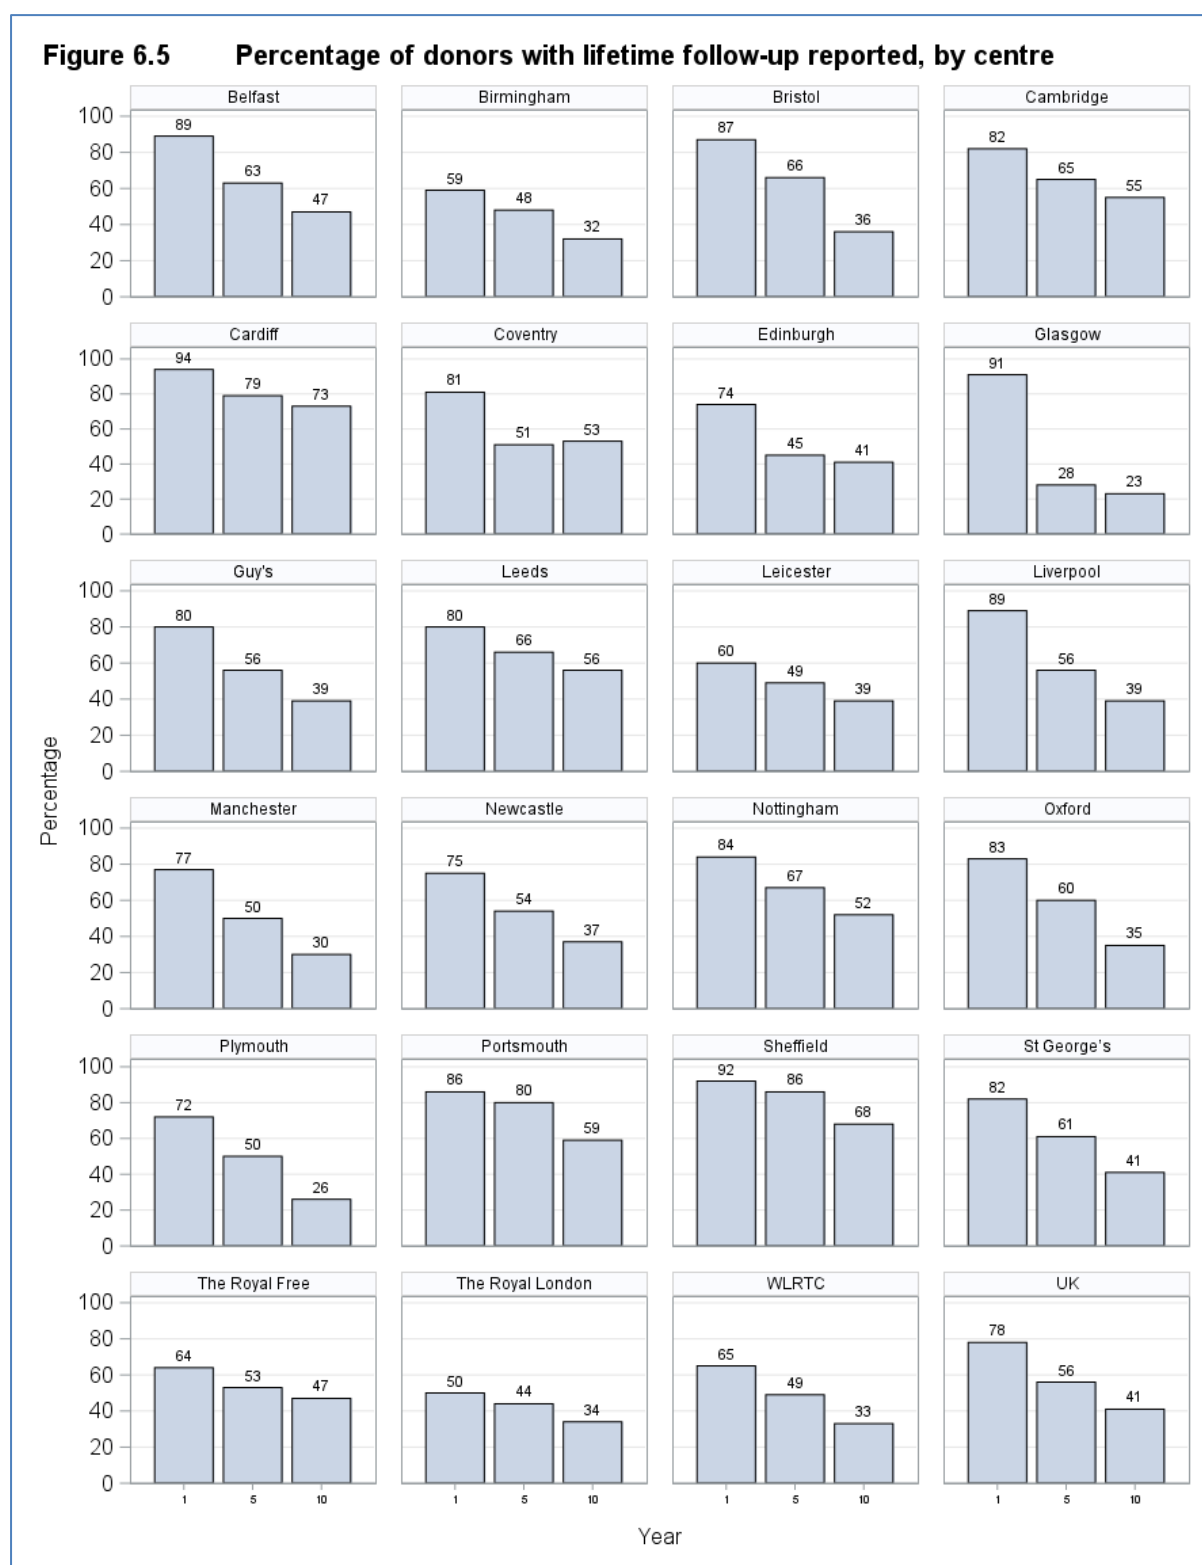 Figure 6.5 Percentage of donors with lifetime follow-up reported, by centre
Belfast Birmingham Bristol Cambridge
100
80
60
40
20
0
89 63 47
59 48 32
87 66 36
82 65 55
Cardiff Coventry Edinburgh Glasgow
100
80
60
40
20
0
94 79 73
81 51 53
74 45 41
91 28 23
Guy's Leeds Leicester Liverpool
100
80
60
40
20
0
80 56 39
80 66 56
60 49 39
89 56 39
Percentage
Manchester Newcastle Nottingham Oxford
100
80
60
40
20
0
77 50 30
75 54 37
84 67 52
83 60 35
Plymouth Portsmouth Sheffield St George's
100
80
60
40
20
0
72 50 26
86 80 59
92 86 68
82 61 41
The Royal Free The Royal London WLRTC UK
100
80
60
40
20
0
64 53 47
50 44 34
65 49 33
78 56 41
1 5 10 1 5 10 1 5 10 1 5 10
Year